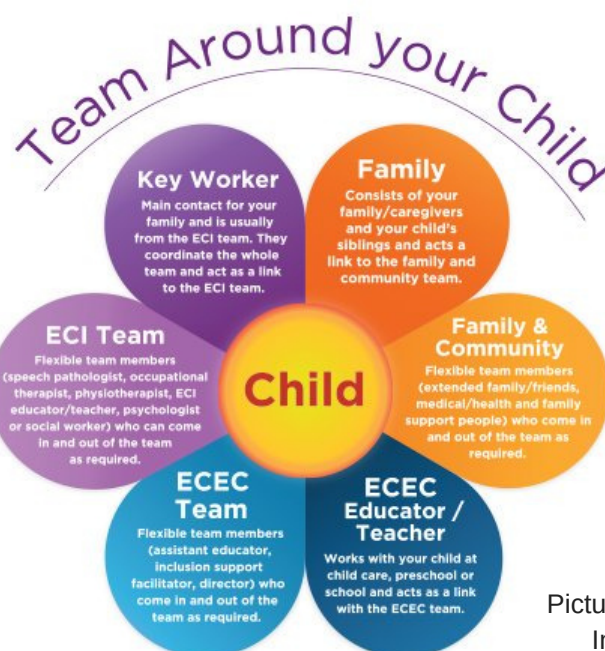 Team Around your Child
Key Worker
Main contact for your
family and is usually
from the ECI team. They
coordinate the whole
team and act as a link
to the ECI team.
Family
Consists of your
family/caregivers
and your child's
siblings and acts a
link to the family and
community team.
ECI Team
Flexible team members
(speech pathologist, occupational
therapist, physiotherapist, ECI
educator/teacher, psychologist
or social worker) who can come
in and out of the team
as required.
Child
Family &
Community
Flexible team members
(extended family/friends,
medical/health and family
support people) who come in
and out of the team as
required.
ECEC
Team
Flexible team members
(assistant educator,
inclusion support
facilitator, director) who
come in and out of the
team as required.
ECEC
Educator /
Teacher
Works with your child at
child care, preschool or
school and acts as a link
with the ECEC team.